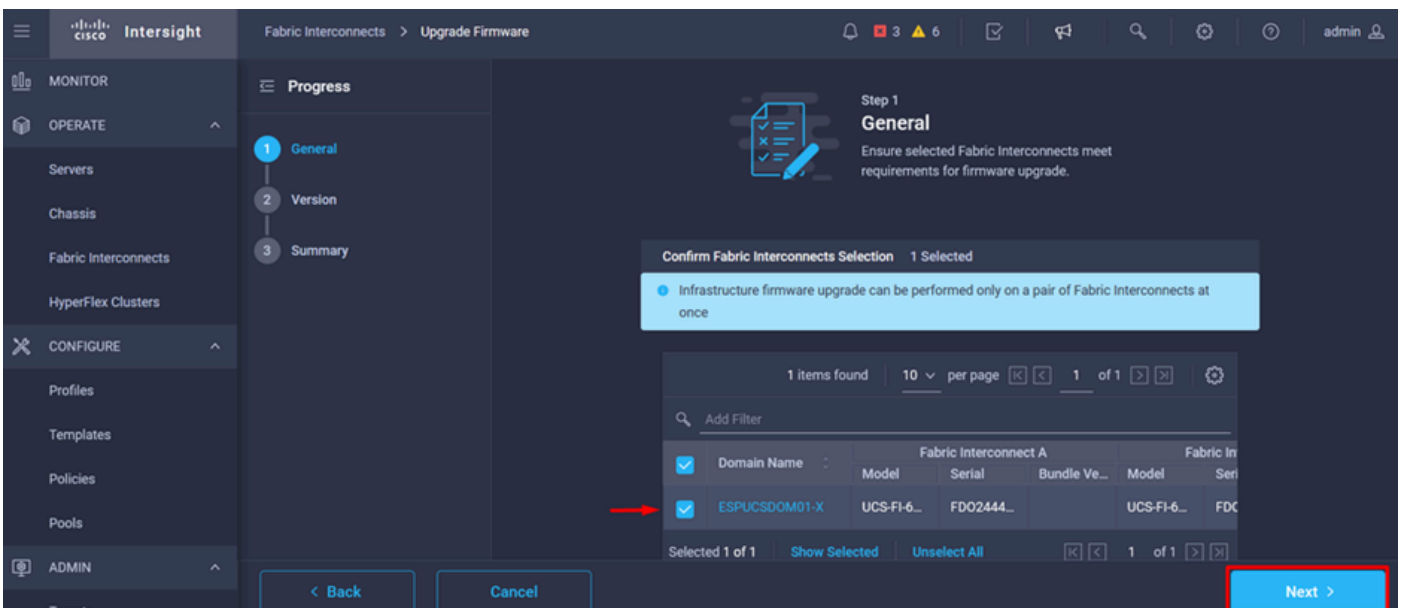 cisco Intersight
Fabric Interconnects > Upgrade Firmware
3 6
admin
MONITOR
OPERATE
Servers
Chassis
Fabric Interconnects
HyperFlex Clusters
CONFIGURE
Profiles
Templates
Policies
Pools
ADMIN
Progress
1 General
2 Version
3 Summary
Step 1
General
Ensure selected Fabric Interconnects meet
requirements for firmware upgrade.
Confirm Fabric Interconnects Selection 1 Selected
Infrastructure firmware upgrade can be performed only on a pair of Fabric Interconnects at
once
1 items found 10 per page 1 of 1
Add Filter
Domain Name Fabric Interconnect A Fabric In
Model Serial Bundle Ve... Model Seri
ESPUCSDOM01-X UCS-FI-6... FDO2444... UCS-FI-6... FDO
Selected 1 of 1 Show Selected Unselect All 1 of 1
< Back
Cancel
Next >